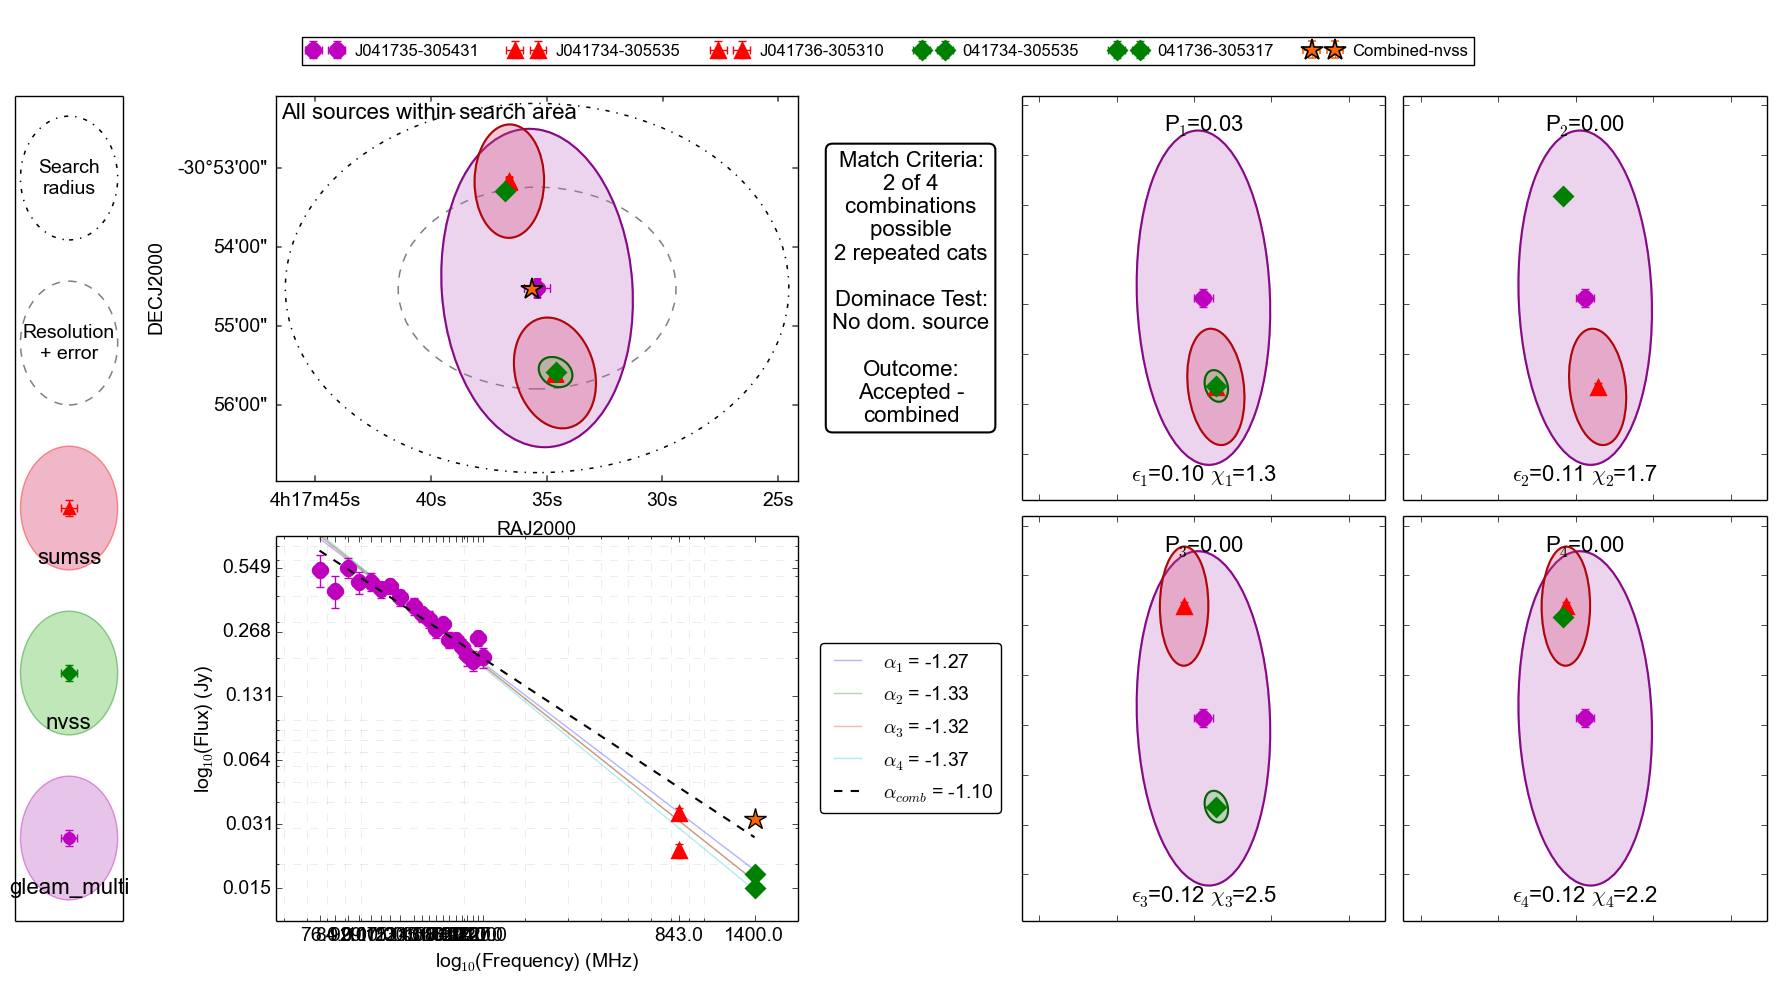 J041735-305431 J041734-305535 J041736-305310 041734-305535 041736-305317 Combined-nvss
Search
radius
Resolution
+ error
sumss
nvss
gleam_multi
All sources within search area
-30°53'00"
54'00"
55'00"
56'00"
DECJ2000
4h17m45s 40s 35s 30s 25s
RAJ2000
Match Criteria:
2 of 4
combinations
possible
2 repeated cats
Dominace Test:
No dom. source
Outcome:
Accepted -
combined
P1=0.03
ϵ1=0.10 χ1=1.3
P2=0.00
ϵ2=0.11 χ2=1.7
P3=0.00
ϵ3=0.12 χ3=2.5
P4=0.00
ϵ4=0.12 χ4=2.2
0.549
0.268
0.131
0.064
0.031
0.015
log10(Flux) (Jy)
843.0 1400.0
log10(Frequency) (MHz)
α1 = -1.27
α2 = -1.33
α3 = -1.32
α4 = -1.37
αcomb = -1.10